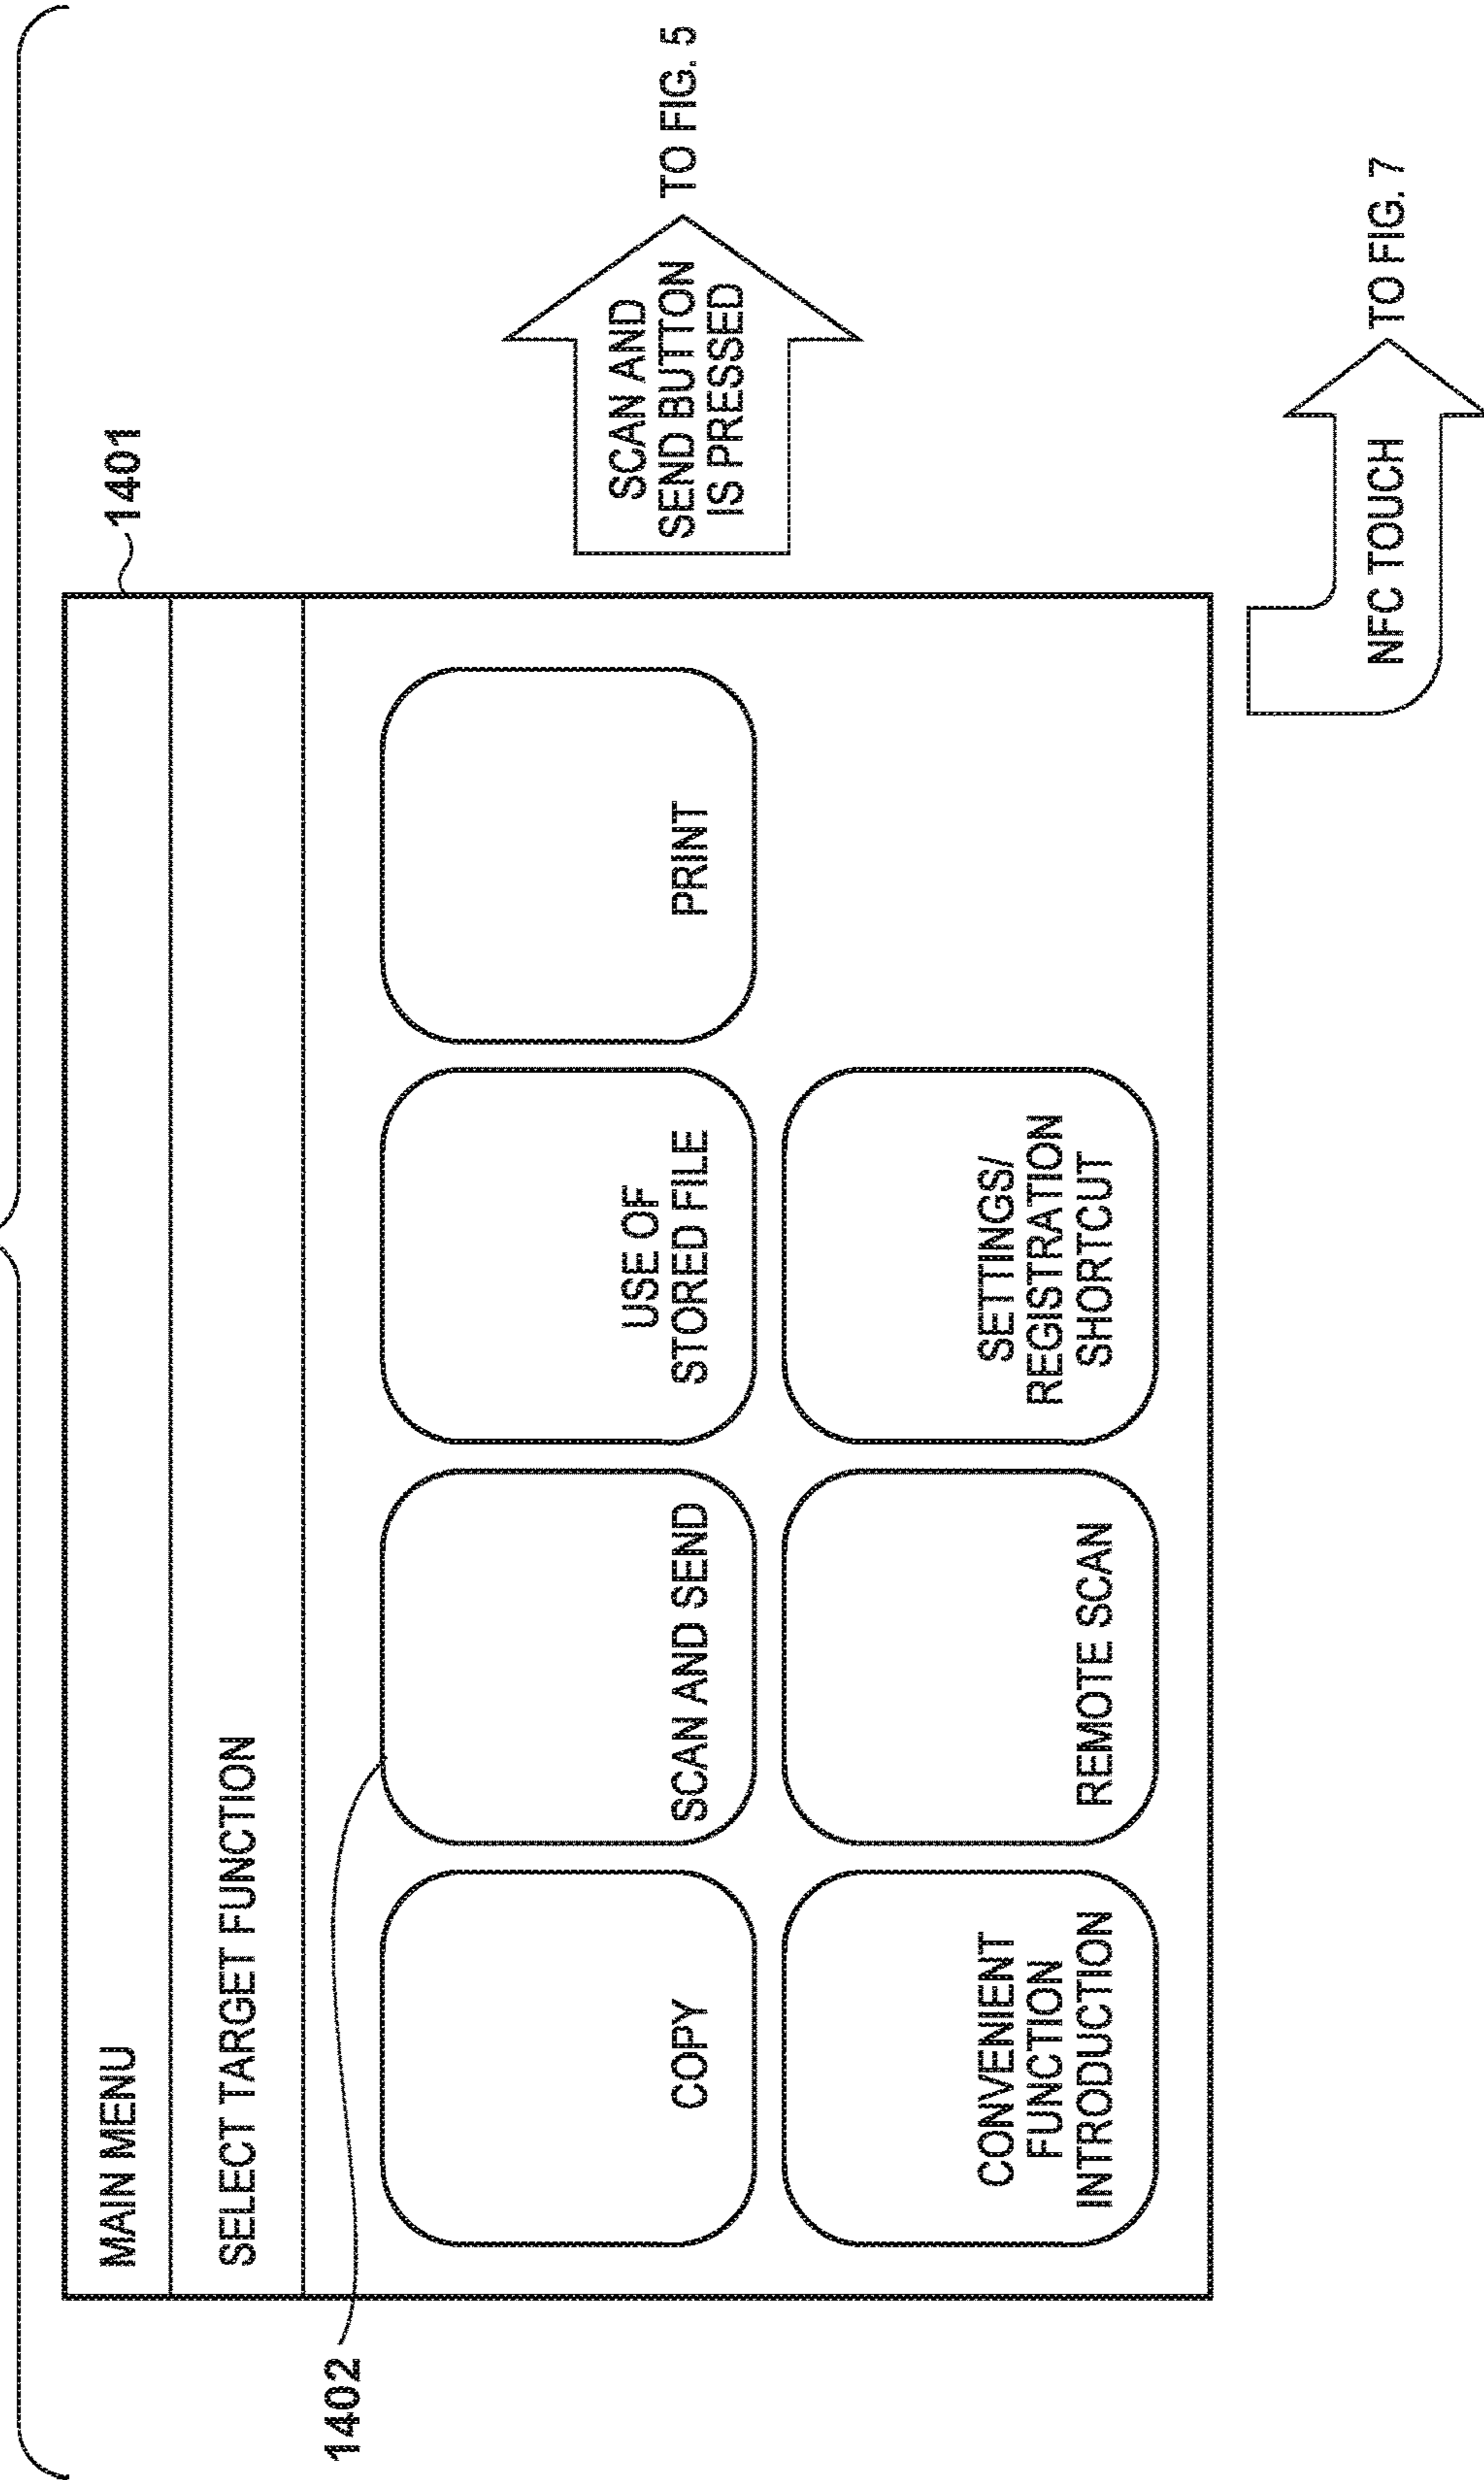 1401
MAIN MENU
SELECT TARGET FUNCTION
1402
COPY
SCAN AND SEND
USE OF
STORED FILE
PRINT
CONVENIENT
FUNCTION
INTRODUCTION
REMOTE SCAN
SETTINGS/
REGISTRATION
SHORTCUT
SCAN AND
SEND BUTTON
IS PRESSED
TO FIG. 5
NFC TOUCH
TO FIG. 7